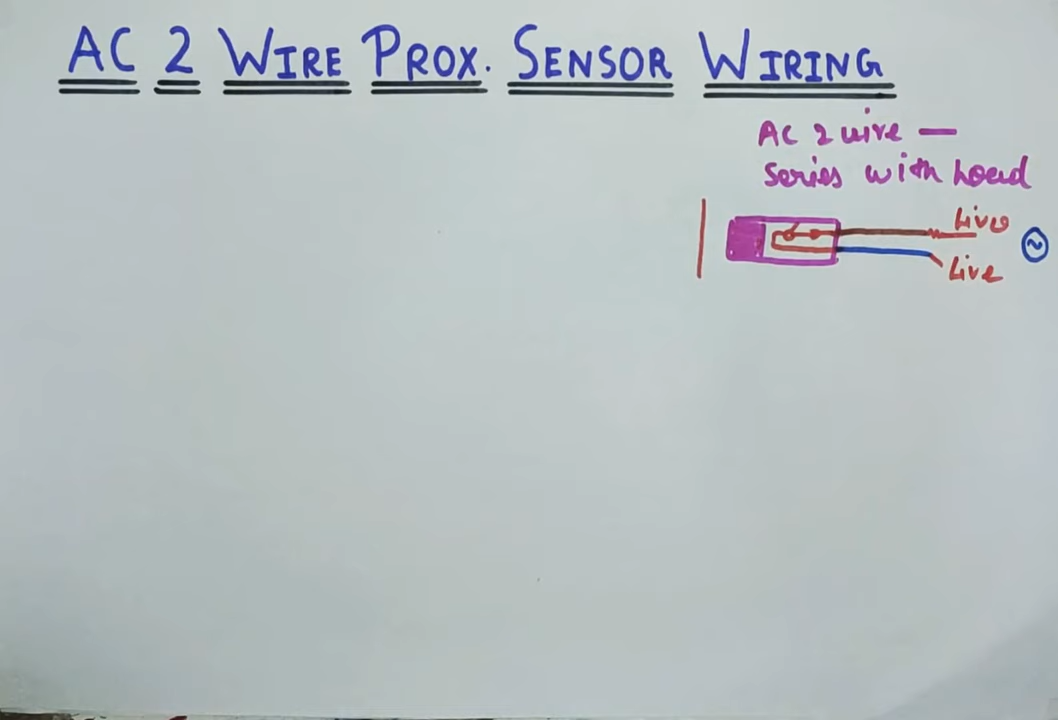 AC 2 WIRE PROX. SENSOR WIRING
AC 2 wire —
series with Load
Live
Live
~